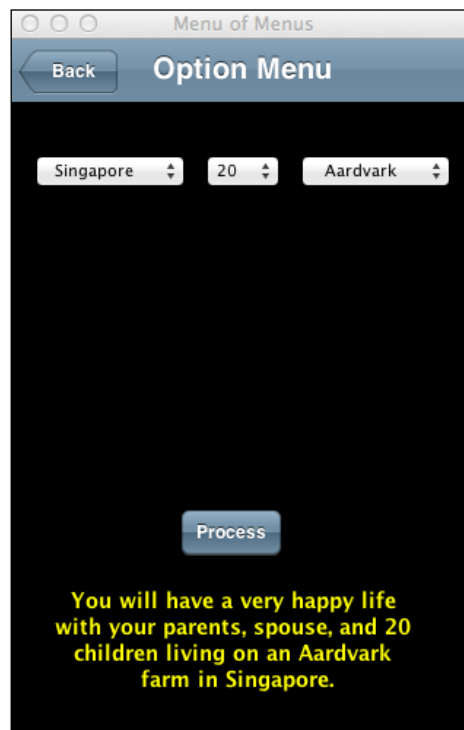 Menu of Menus
Back Option Menu
Singapore 20 Aardvark
Process
You will have a very happy life
with your parents, spouse, and 20
children living on an Aardvark
farm in Singapore.